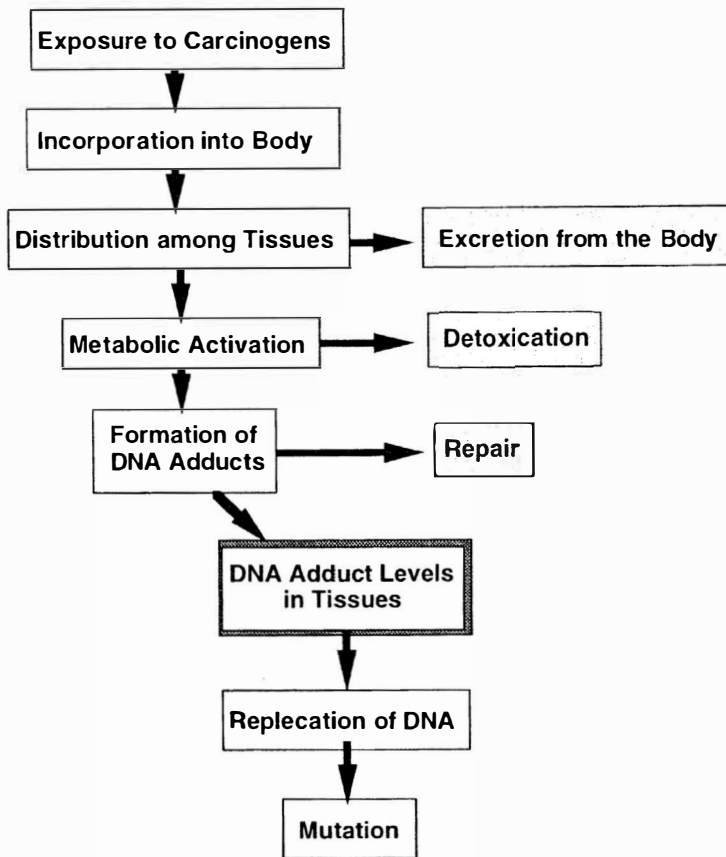 Exposure to Carcinogens
Incorporation into Body
Distribution among Tissues
Excretion from the Body
Metabolic Activation
Detoxication
Formation of
DNA Adducts
Repair
DNA Adduct Levels
in Tissues
Replecation of DNA
Mutation